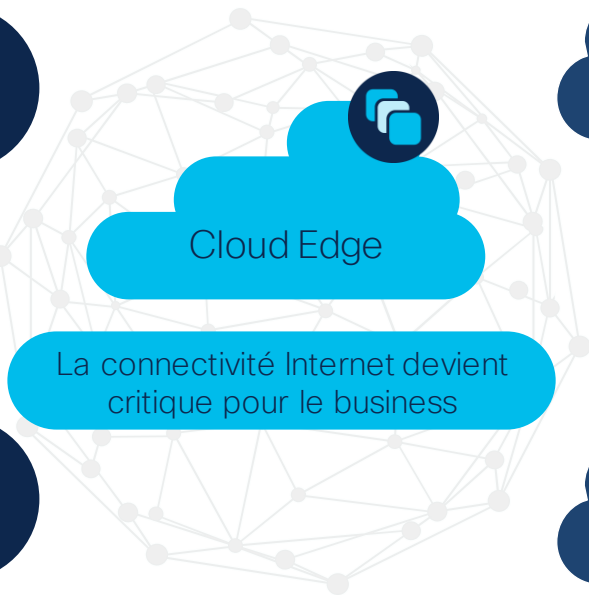 Cloud Edge
La connectivité Internet devient
critique pour le business